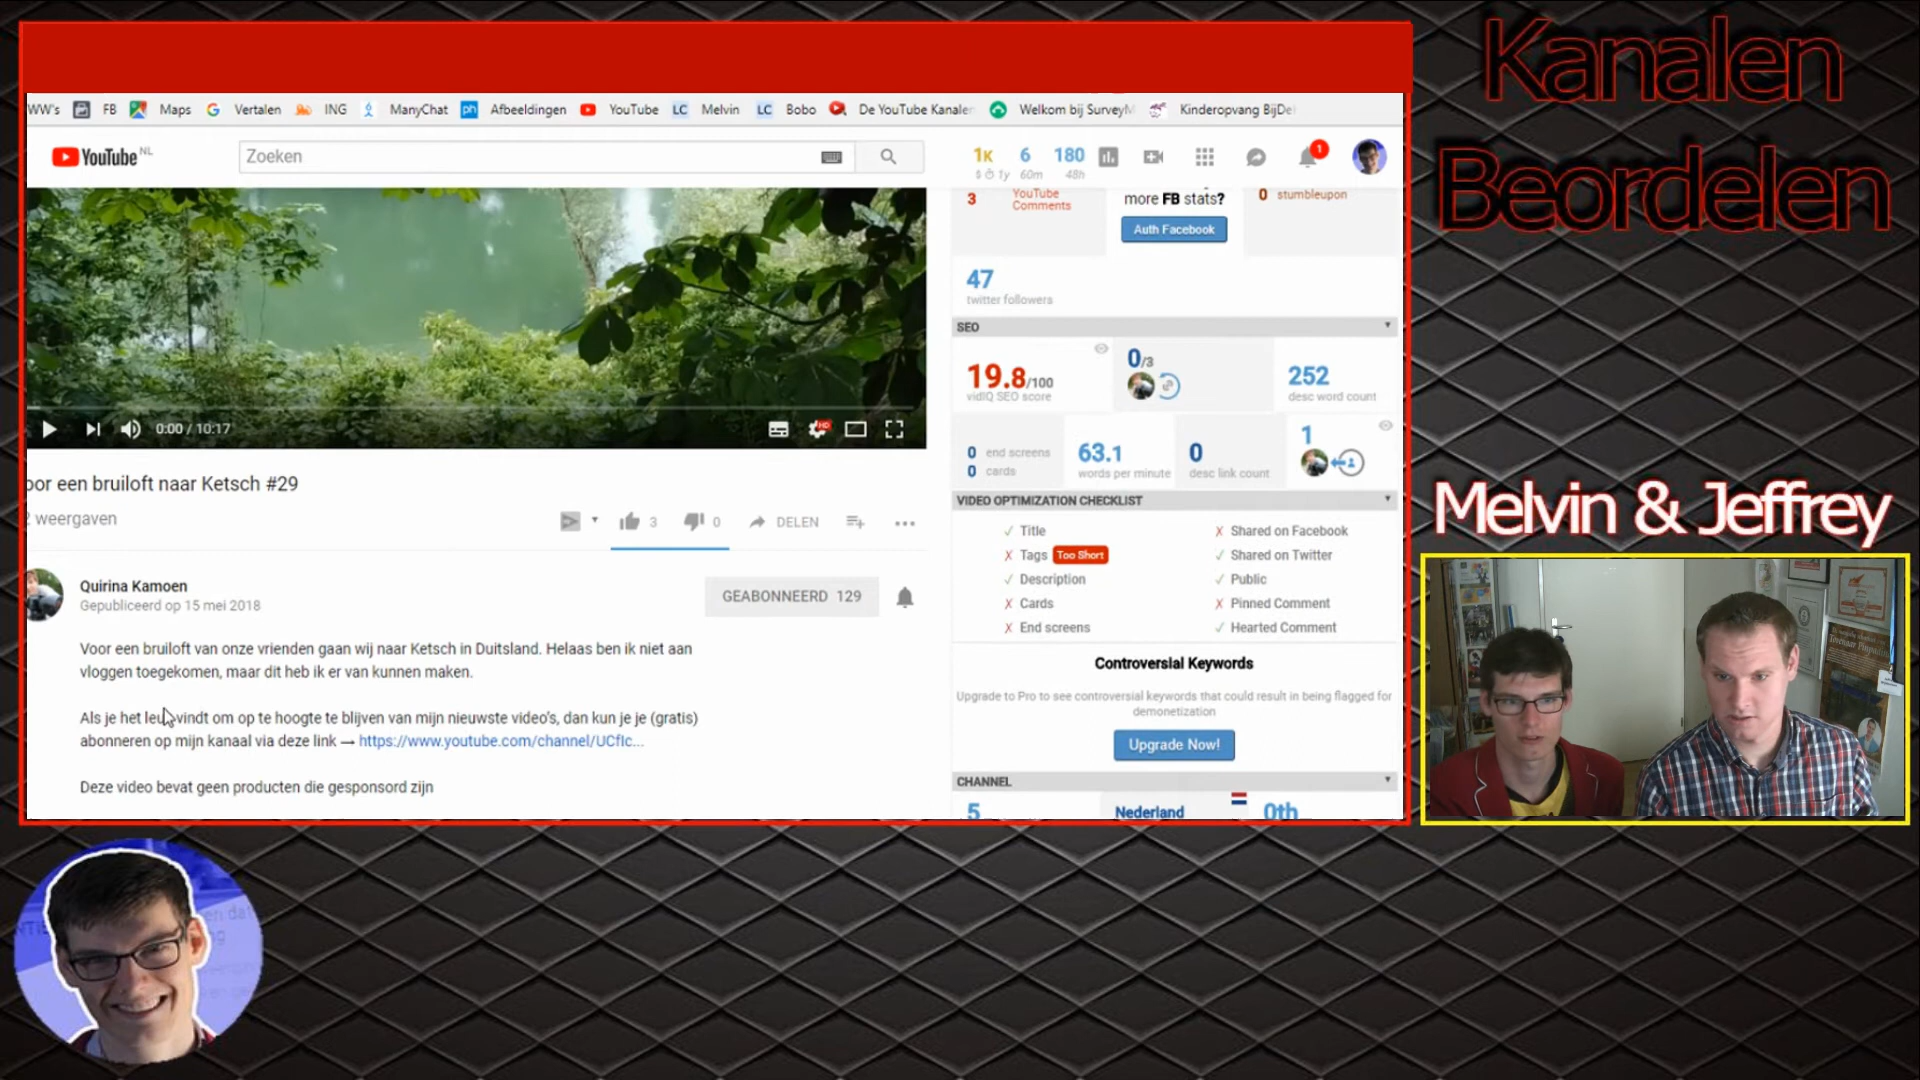 Kanalen
Beordelen
WW's FB Maps Vertalen ING ManyChat Afbeeldingen YouTube LC Melvin LC Bobo De YouTube Kanalen Welkom bij SurveyM Kinderopvang BijDe
YouTube NL
Zoeken
1K 6 180
1y 60m 48h
1
3 YouTube Comments
more FB stats?
Auth Facebook
0 stumbleupon
47
twitter followers
SEO
19.8/100
vidIQ SEO score
0/3
252
desc word count
0 end screens
0 cards
63.1
words per minute
0
desc link count
1
VIDEO OPTIMIZATION CHECKLIST
Title
Tags Too Short
Description
Cards
End screens
Shared on Facebook
Shared on Twitter
Public
Pinned Comment
Hearted Comment
Controversial Keywords
Upgrade to Pro to see controversial keywords that could result in being flagged for
demonetization
Upgrade Now!
CHANNEL
5 Nederland 0th
0:00 / 10:17
HD
oor een bruiloft naar Ketsch #29
2 weergaven
3 0 DELEN
Quirina Kamoen
Gepubliceerd op 15 mei 2018
GEABONNEERD 129
Voor een bruiloft van onze vrienden gaan wij naar Ketsch in Duitsland. Helaas ben ik niet aan
vloggen toegekomen, maar dit heb ik er van kunnen maken.
Als je het leuk vindt om op te hoogte te blijven van mijn nieuwste video's, dan kun je je (gratis)
abonneren op mijn kanaal via deze link → https://www.youtube.com/channel/UCfIc...
Deze video bevat geen producten die gesponsord zijn
Melvin & Jeffrey